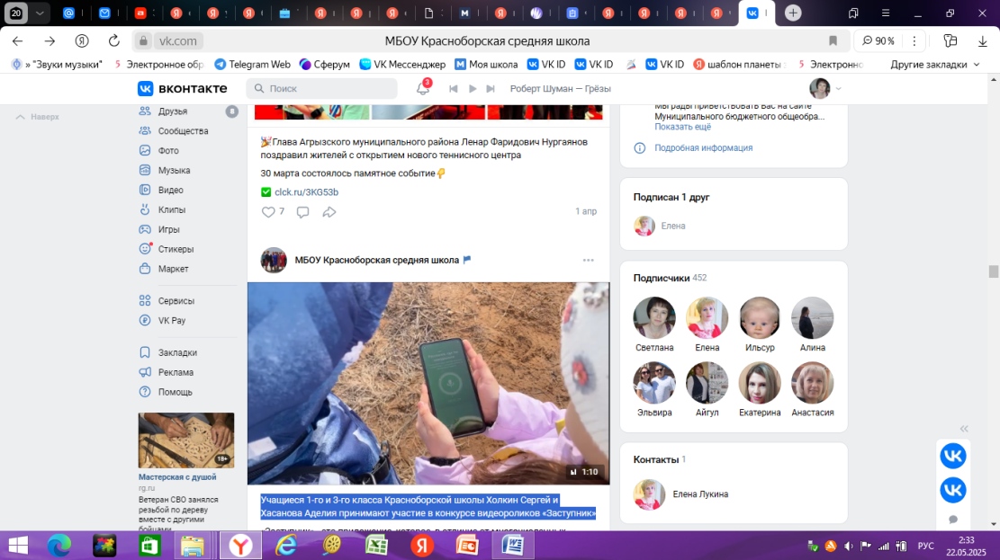 20
vk.com
МБОУ Красноборская средняя школа
90 %
» "Звуки музыки"
Электронное обр
Telegram Web
Сферум
VK Мессенджер
Моя школа
VK ID
VK ID
VK ID
шаблон планеты
Электронно
Другие закладки
вконтакте
Поиск
3
Роберт Шуман — Грёзы
Наверх
Друзья
Сообщества
Фото
Музыка
Видео
Клипы
Игры
Стикеры
Маркет
Сервисы
VK Pay
Закладки
Реклама
Помощь
18+
Мастерская с душой
rg.ru
Ветеран СВО занялся
резьбой по дереву
вместе с другими
бойцами
🎉Глава Агрызского муниципального района Ленар Фаридович Нургаянов
поздравил жителей с открытием нового теннисного центра
30 марта состоялось памятное событие👇
✅ clck.ru/3KG53b
7
1 апр
МБОУ Красноборская средняя школа
1:10
Учащиеся 1-го и 3-го класса Красноборской школы Холкин Сергей и
Хасанова Аделия принимают участие в конкурсе видеороликов «Заступник»
Мы рады приветствовать Вас на сайте
Муниципального бюджетного общеобра...
Показать ещё
Подробная информация
Подписан 1 друг
Елена
Подписчики 452
Светлана
Елена
Ильсур
Алина
Эльвира
Айгул
Екатерина
Анастасия
Контакты 1
Елена Лукина
РУС
2:33
22.05.2025